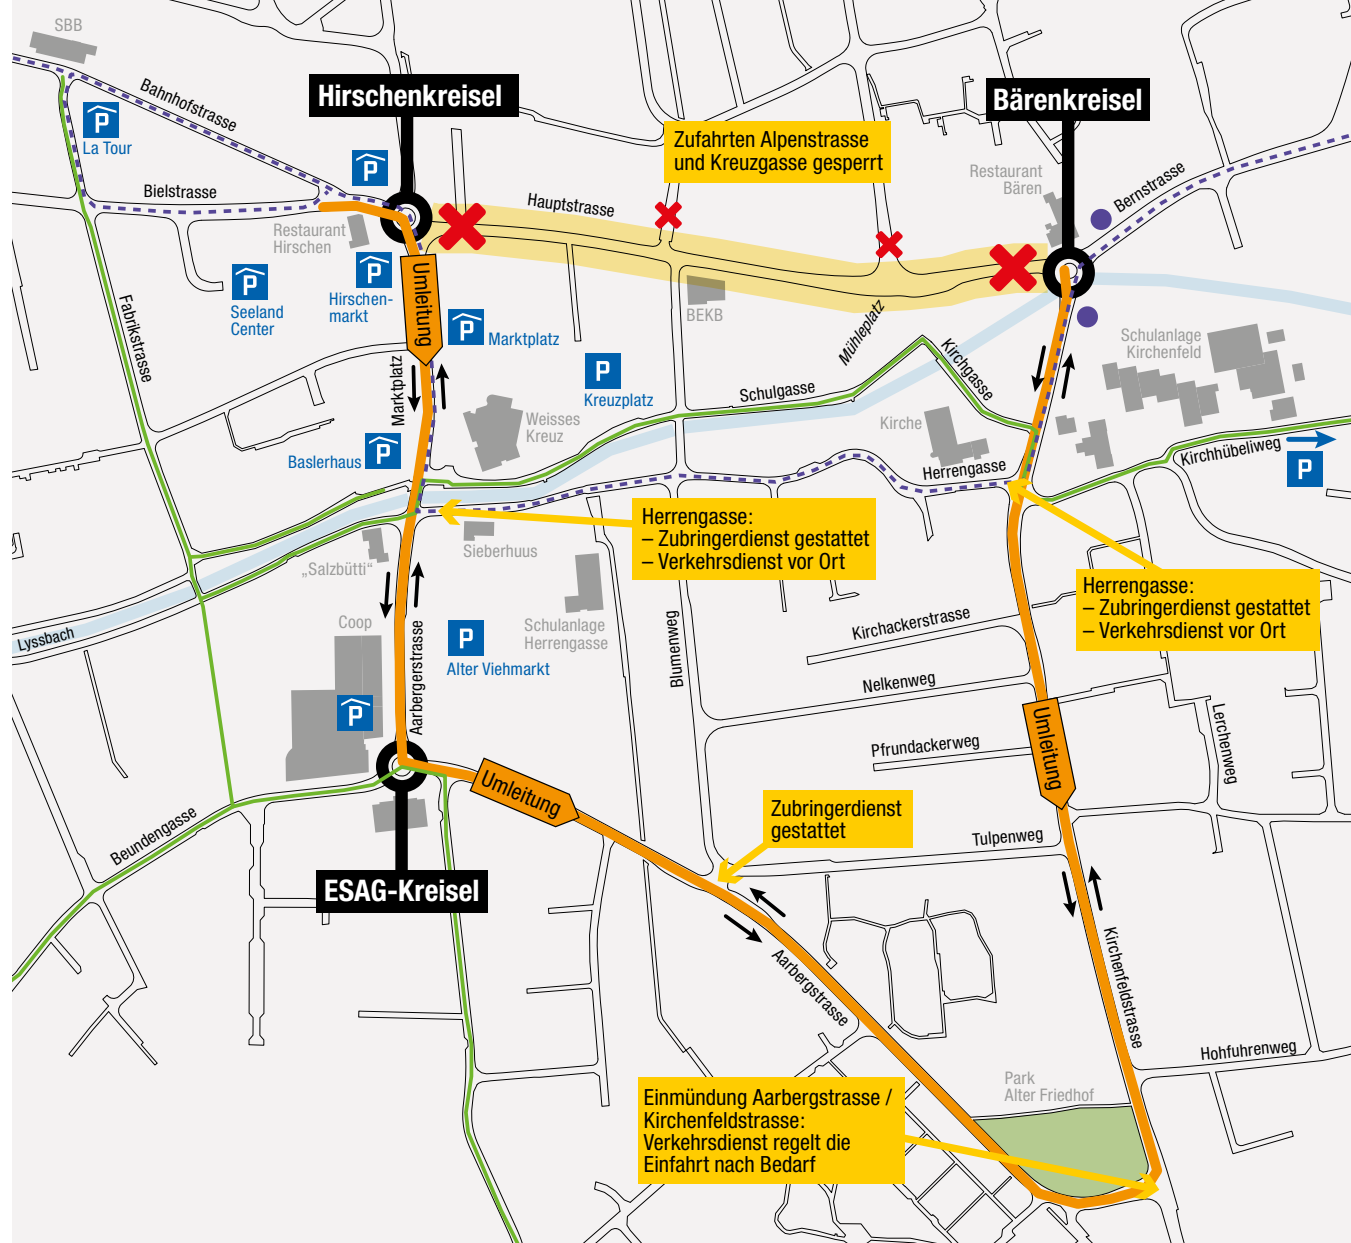 SBB
Bahnhofstrasse
P
La Tour
Hirschenkreisel
Bärenkreisel
Zufahrten Alpenstrasse
und Kreuzgasse gesperrt
P
Bielstrasse
Hauptstrasse
Restaurant
Bären
Bernstrasse
Restaurant
Hirschen
P
Seeland
Center
P
Hirschen-
markt
Umleitung
P
Marktplatz
BEKB
Mühleplatz
Schulanlage
Kirchenfeld
Fabrikstrasse
Marktplatz
P
Kreuzplatz
Schulgasse
Kirchgasse
Weisses
Kreuz
Kirche
Baslerhaus
P
Herrengasse
Kirchhübeliweg
P
Herrengasse:
– Zubringerdienst gestattet
– Verkehrsdienst vor Ort
Sieberhuus
„Salzbütti“
Herrengasse:
– Zubringerdienst gestattet
– Verkehrsdienst vor Ort
Lyssbach
Coop
P
Alter Viehmarkt
Schulanlage
Herrengasse
Blumenweg
Kirchackerstrasse
Nelkenweg
P
Aarbergerstrasse
Umleitung
Lerchenweg
Pfrundackerweg
Umleitung
Zubringerdienst
gestattet
Tulpenweg
Beundengasse
ESAG-Kreisel
Aarbergstrasse
Kirchenfeldstrasse
Hohfuhrenweg
Park
Alter Friedhof
Einmündung Aarbergstrasse /
Kirchenfeldstrasse:
Verkehrsdienst regelt die
Einfahrt nach Bedarf